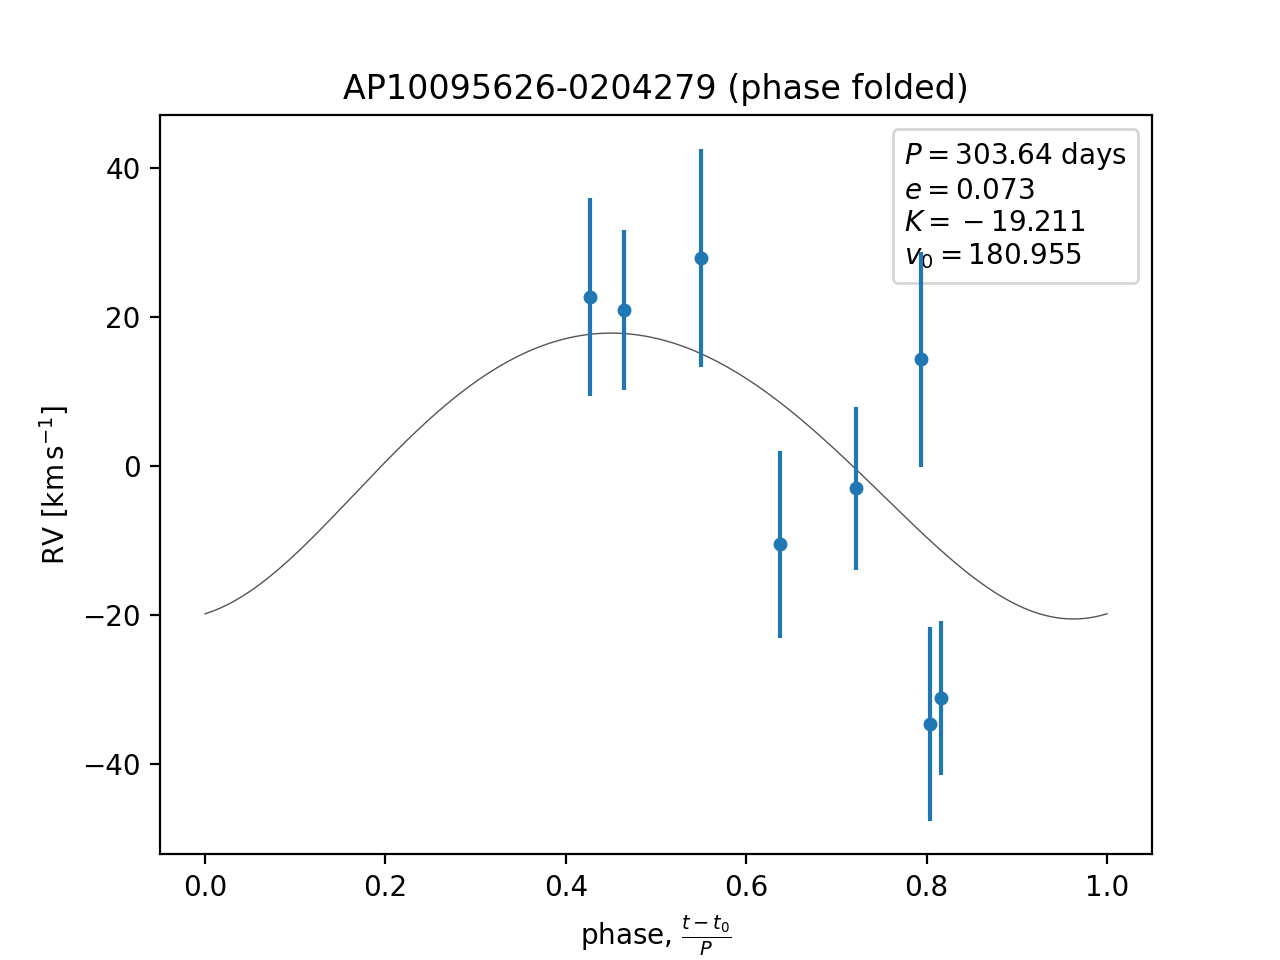 AP10095626-0204279 (phase folded)
P = 303.64 days
e = 0.073
K = −19.211
v₀ = 180.955
40
20
0
−20
−40
RV [km s⁻¹]
0.0 0.2 0.4 0.6 0.8 1.0
phase, (t − t₀)/P